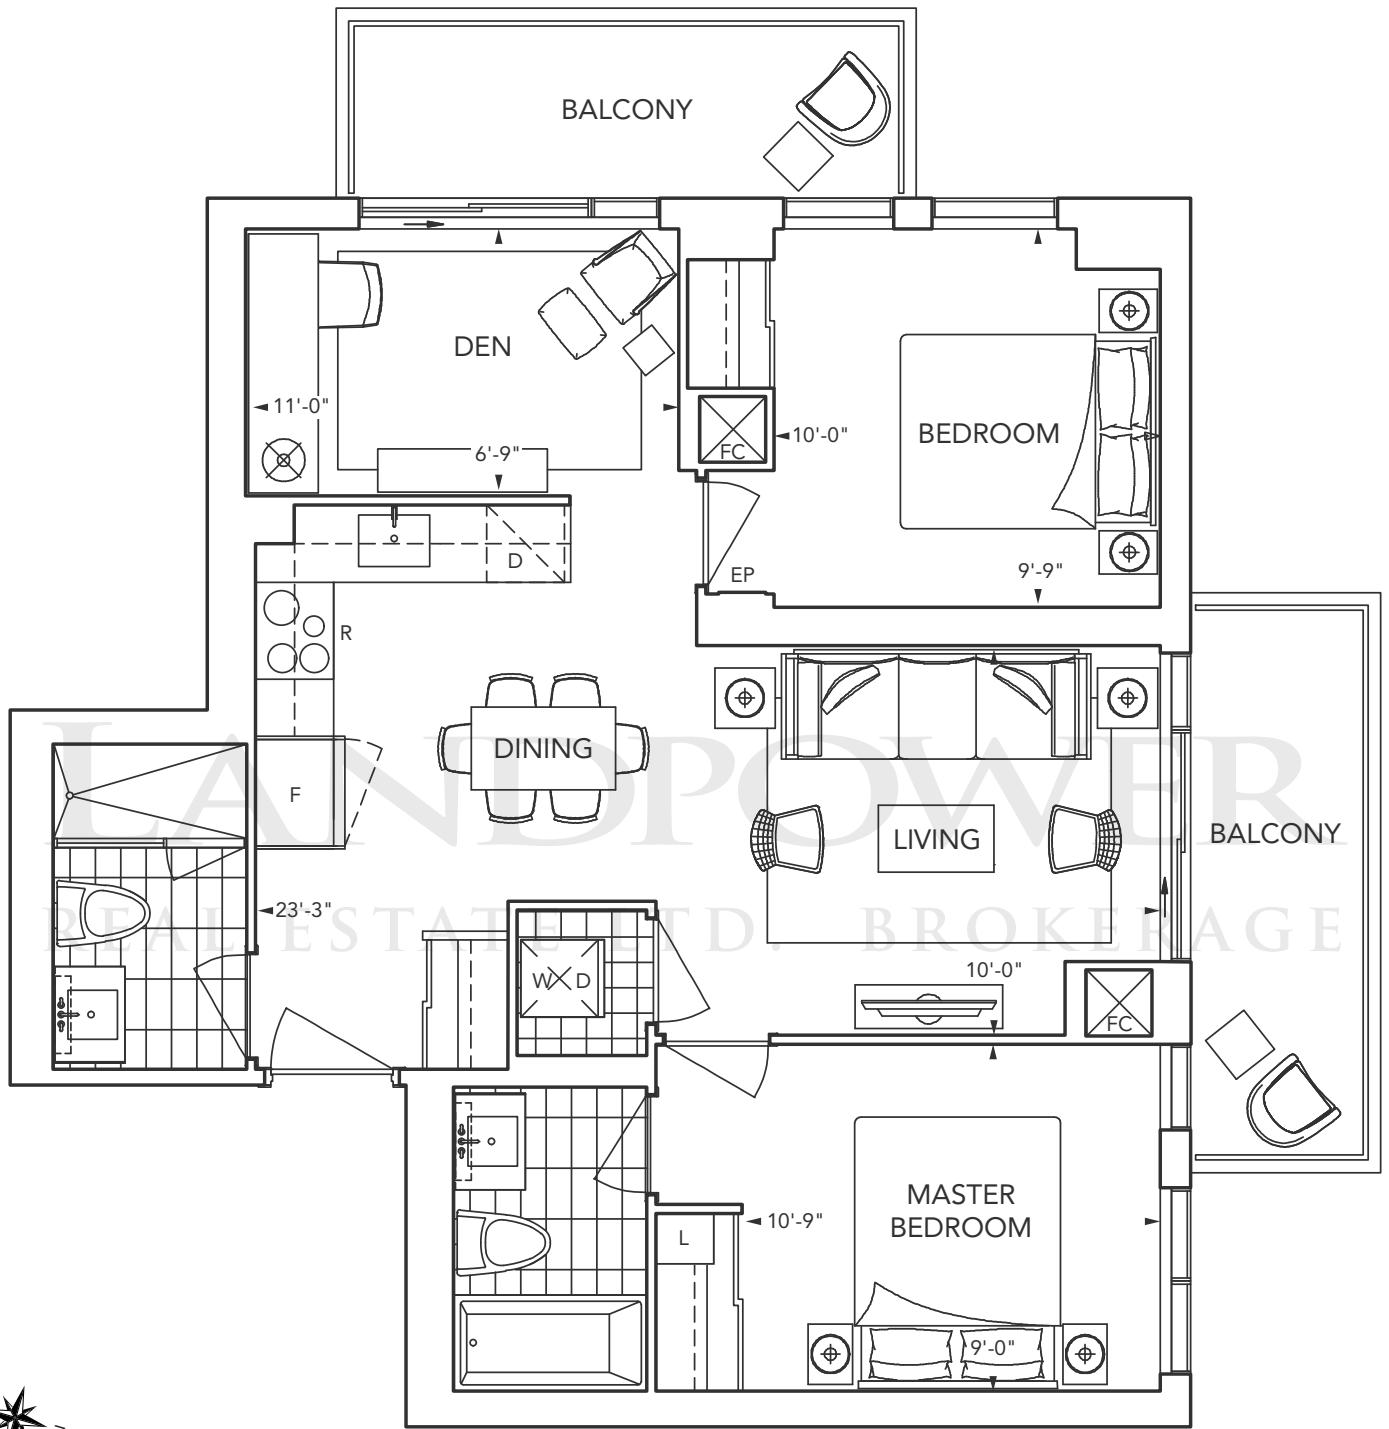 BALCONY
DEN
11'-0"
6'-9"
FC
10'-0"
BEDROOM
9'-9"
EP
D
R
F
DINING
LIVING
BALCONY
LANDPOWER
REAL ESTATE LTD. BROKERAGE
23'-3"
W D
10'-0"
FC
MASTER
BEDROOM
10'-9"
L
9'-0"